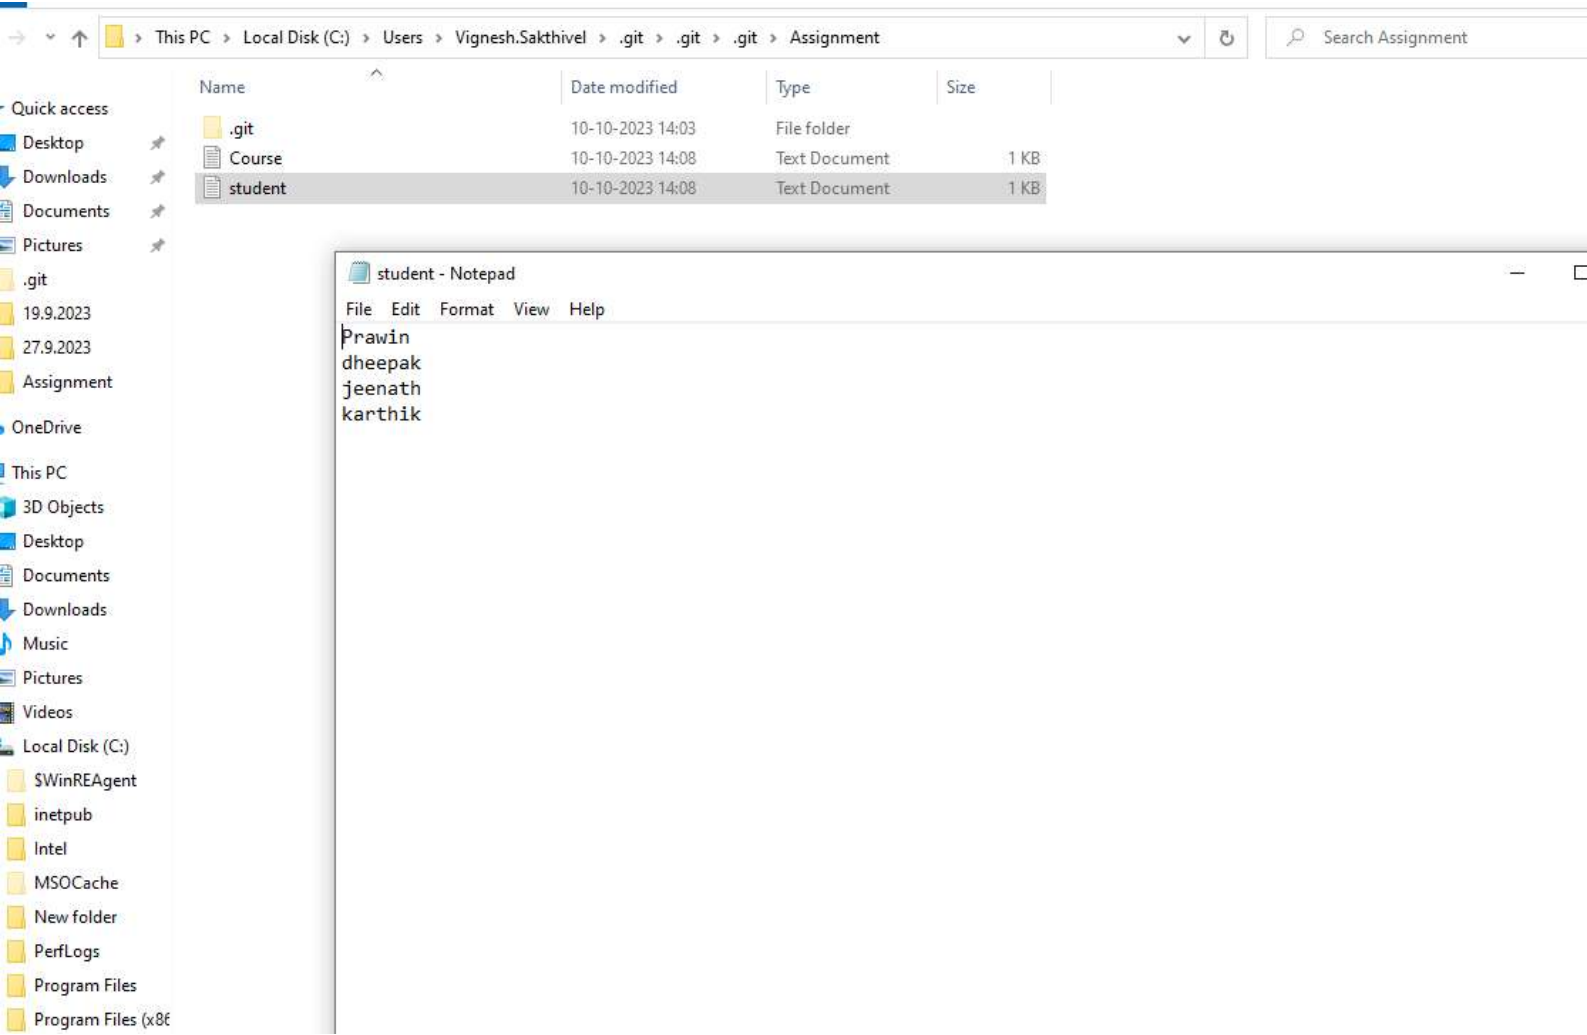 This PC > Local Disk (C:) > Users > Vignesh.Sakthivel > .git > .git > .git > Assignment
Search Assignment
Name Date modified Type Size
.git 10-10-2023 14:03 File folder
Course 10-10-2023 14:08 Text Document 1 KB
student 10-10-2023 14:08 Text Document 1 KB
Quick access
Desktop
Downloads
Documents
Pictures
.git
19.9.2023
27.9.2023
Assignment
OneDrive
This PC
3D Objects
Desktop
Documents
Downloads
Music
Pictures
Videos
Local Disk (C:)
$WinREAgent
inetpub
Intel
MSOCache
New folder
PerfLogs
Program Files
Program Files (x86
student - Notepad
File Edit Format View Help
Prawin
dheepak
jeenath
karthik